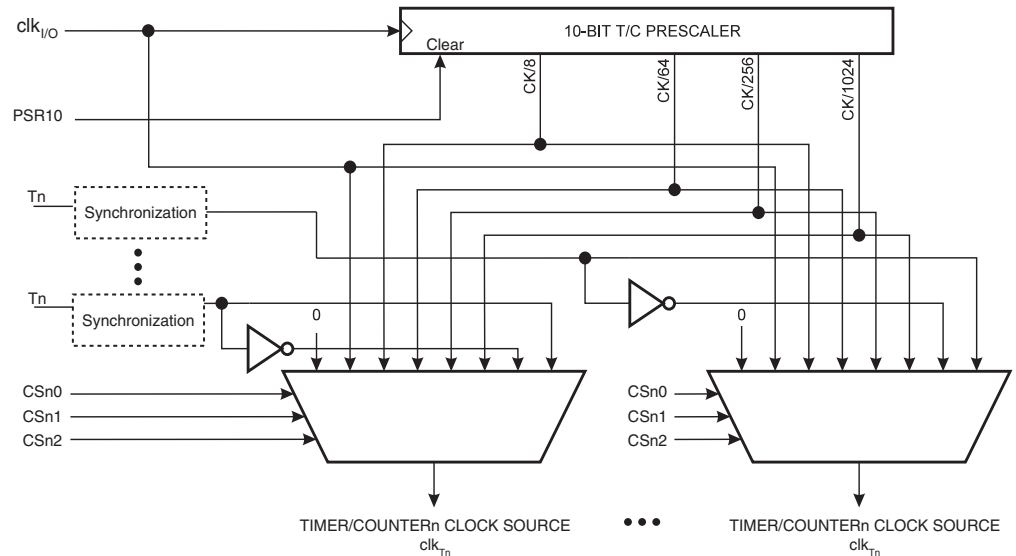 clkI/O
10-BIT T/C PRESCALER
Clear
CK/8
CK/64
CK/256
CK/1024
PSR10
Tn
Synchronization
Tn
Synchronization
0
0
CSn0
CSn1
CSn2
CSn0
CSn1
CSn2
TIMER/COUNTERn CLOCK SOURCE
clkTn
TIMER/COUNTERn CLOCK SOURCE
clkTn